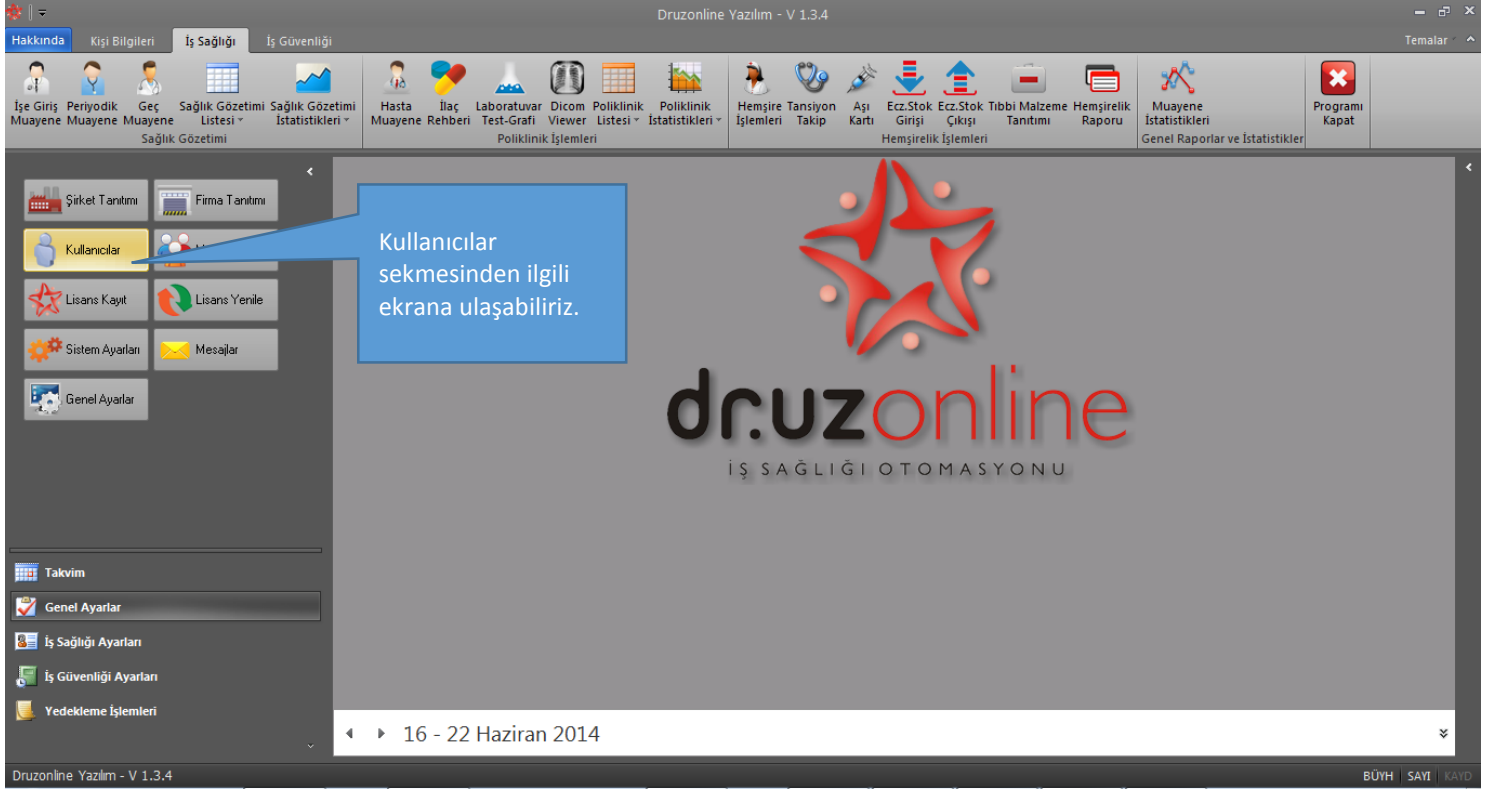 Druzonline Yazılım - V 1.3.4
Hakkında Kişi Bilgileri İş Sağlığı İş Güvenliği Temalar
İşe Giriş Muayene
Periyodik Muayene
Geç Muayene
Sağlık Gözetimi Listesi
Sağlık Gözetimi İstatistikleri
Sağlık Gözetimi
Hasta Muayene
İlaç Rehberi
Laboratuvar Test-Grafi
Dicom Viewer
Poliklinik Listesi
Poliklinik İstatistikleri
Poliklinik İşlemleri
Hemşire İşlemleri
Tansiyon Takip
Aşı Kartı
Ecz.Stok Girişi
Ecz.Stok Çıkışı
Tıbbi Malzeme Tanıtımı
Hemşirelik Raporu
Hemşirelik İşlemleri
Muayene İstatistikleri
Genel Raporlar ve İstatistikler
Programı Kapat
Şirket Tanıtımı
Firma Tanıtımı
Kullanıcılar
Lisans Kayıt
Lisans Yenile
Sistem Ayarları
Mesajlar
Genel Ayarlar
Kullanıcılar
sekmesinden ilgili
ekrana ulaşabiliriz.
dr.uzonline
İŞ SAĞLIĞI OTOMASYONU
Takvim
Genel Ayarlar
İş Sağlığı Ayarları
İş Güvenliği Ayarları
Yedekleme İşlemleri
16 - 22 Haziran 2014
Druzonline Yazılım - V 1.3.4
BÜYH SAYI KAYD